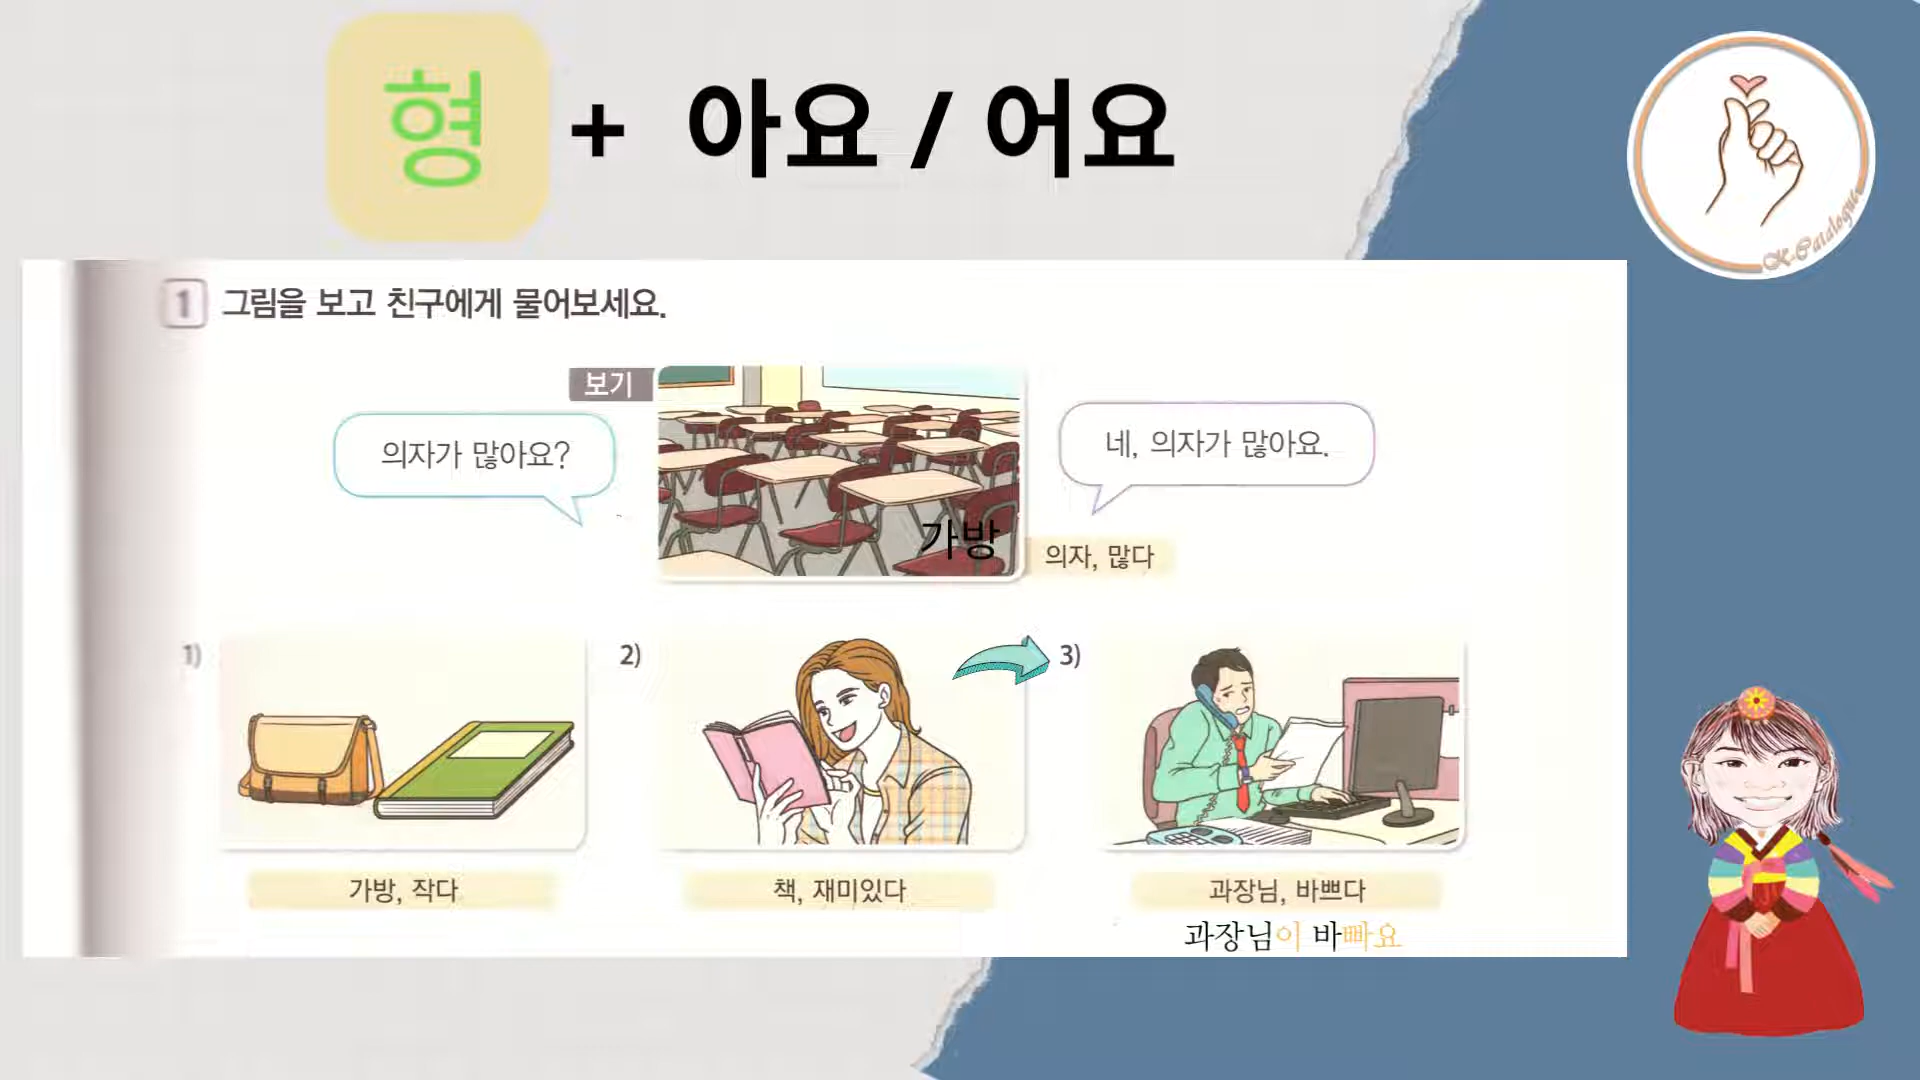 형 + 아요 / 어요
K-Catalogue
1 그림을 보고 친구에게 물어보세요.
보기
의자가 많아요?
네, 의자가 많아요.
가방
의자, 많다
1)
2)
3)
가방, 작다
책, 재미있다
과장님, 바쁘다
과장님이 바빠요